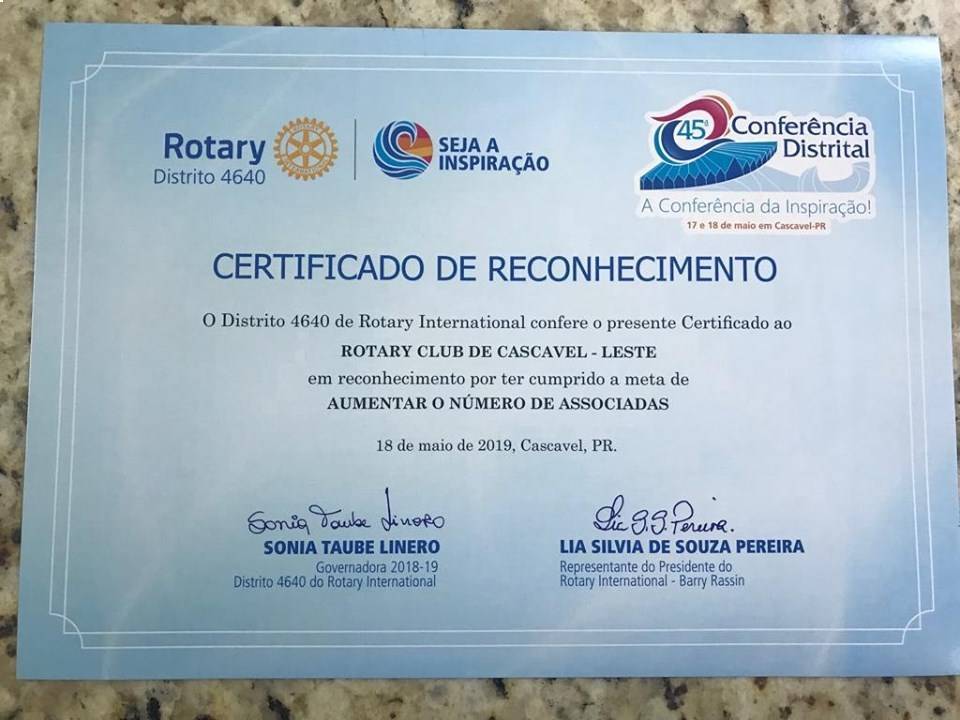 Rotary
Distrito 4640
SEJA A
INSPIRAÇÃO
45ª Conferência
Distrital
A Conferência da Inspiração!
17 e 18 de maio em Cascavel-PR
CERTIFICADO DE RECONHECIMENTO
O Distrito 4640 de Rotary International confere o presente Certificado ao
ROTARY CLUB DE CASCAVEL - LESTE
em reconhecimento por ter cumprido a meta de
AUMENTAR O NÚMERO DE ASSOCIADAS
18 de maio de 2019, Cascavel, PR.
Sonia Taube Linero
SONIA TAUBE LINERO
Governadora 2018-19
Distrito 4640 do Rotary International
Pereira.
LIA SILVIA DE SOUZA PEREIRA
Representante do Presidente do
Rotary International - Barry Rassin